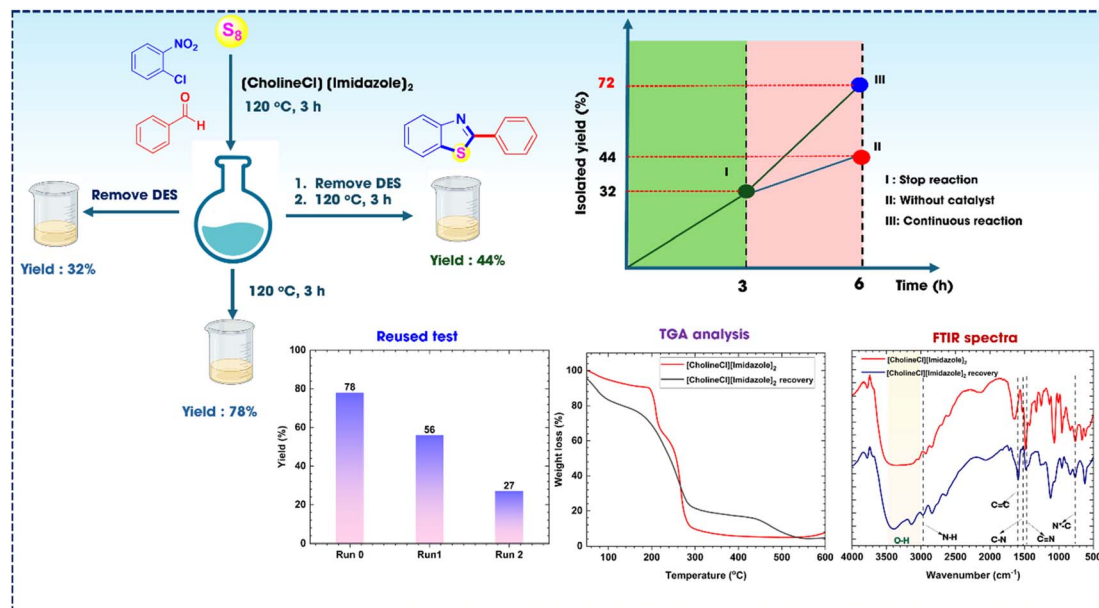 S8
NO2
Cl
O
H
(CholineCl) (Imidazole)2
120 °C, 3 h
N
S
Remove DES
1. Remove DES
2. 120 °C, 3 h
Yield : 32%
Yield : 44%
120 °C, 3 h
Yield : 78%
Isolated yield (%)
72
44
32
I
II
III
I : Stop reaction
II: Without catalyst
III: Continuous reaction
3
6
Time (h)
Reused test
Yield (%)
100
80
60
40
20
0
78
56
27
Run 0
Run1
Run 2
TGA analysis
[CholineCl][Imidazole]2
[CholineCl][Imidazole]2 recovery
Weight loss (%)
100
80
60
40
20
0
200
300
400
500
600
100
Temperature (°C)
FTIR spectra
[CholineCl][Imidazole]2
[CholineCl][Imidazole]2 recovery
C=C
O-H
N-H
C-N
C=N
N+-C
4000 3500 3000 2500 2000 1500 1000 500
Wavenumber (cm-1)